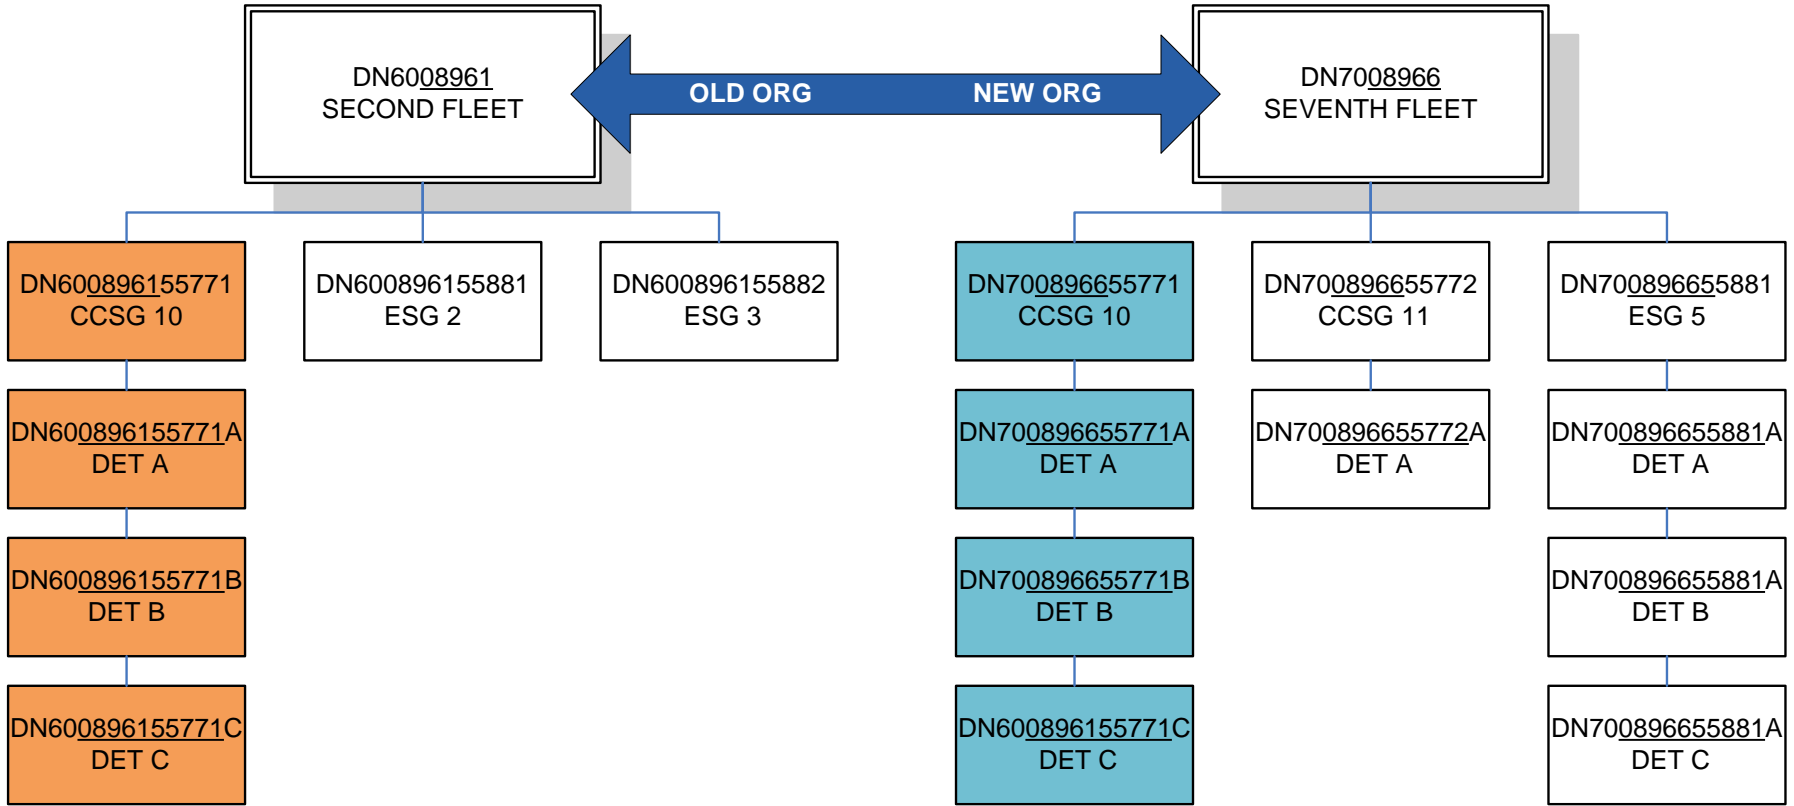 DN6008961
SECOND FLEET
OLD ORG
NEW ORG
DN7008966
SEVENTH FLEET
DN600896155771
CCSG 10
DN600896155881
ESG 2
DN600896155882
ESG 3
DN700896655771
CCSG 10
DN700896655772
CCSG 11
DN700896655881
ESG 5
DN600896155771A
DET A
DN700896655771A
DET A
DN700896655772A
DET A
DN700896655881A
DET A
DN600896155771B
DET B
DN700896655771B
DET B
DN700896655881A
DET B
DN600896155771C
DET C
DN600896155771C
DET C
DN700896655881A
DET C